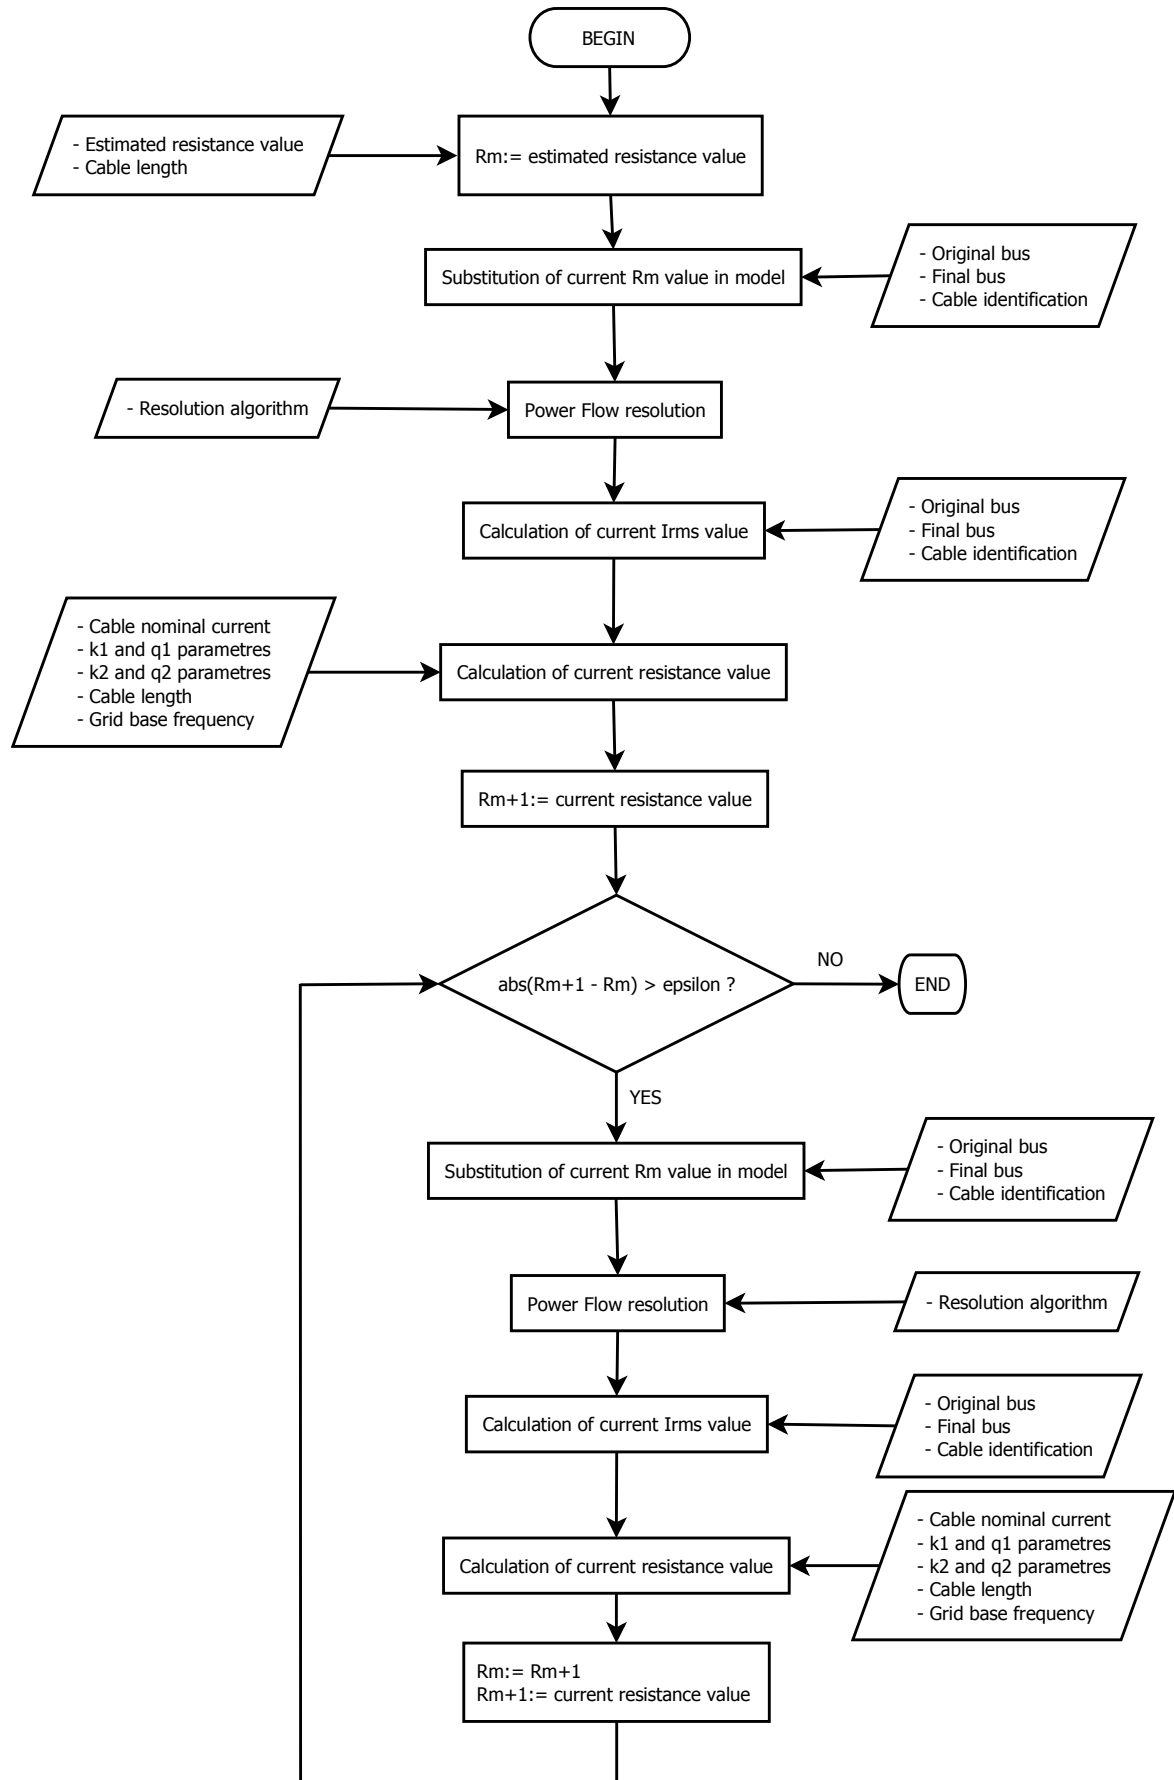 BEGIN
- Estimated resistance value
- Cable length
Rm:= estimated resistance value
Substitution of current Rm value in model
- Original bus
- Final bus
- Cable identification
- Resolution algorithm
Power Flow resolution
Calculation of current Irms value
- Original bus
- Final bus
- Cable identification
- Cable nominal current
- k1 and q1 parametres
- k2 and q2 parametres
- Cable length
- Grid base frequency
Calculation of current resistance value
Rm+1:= current resistance value
abs(Rm+1 - Rm) > epsilon ?
NO
END
YES
Substitution of current Rm value in model
- Original bus
- Final bus
- Cable identification
Power Flow resolution
- Resolution algorithm
Calculation of current Irms value
- Original bus
- Final bus
- Cable identification
Calculation of current resistance value
- Cable nominal current
- k1 and q1 parametres
- k2 and q2 parametres
- Cable length
- Grid base frequency
Rm:= Rm+1
Rm+1:= current resistance value